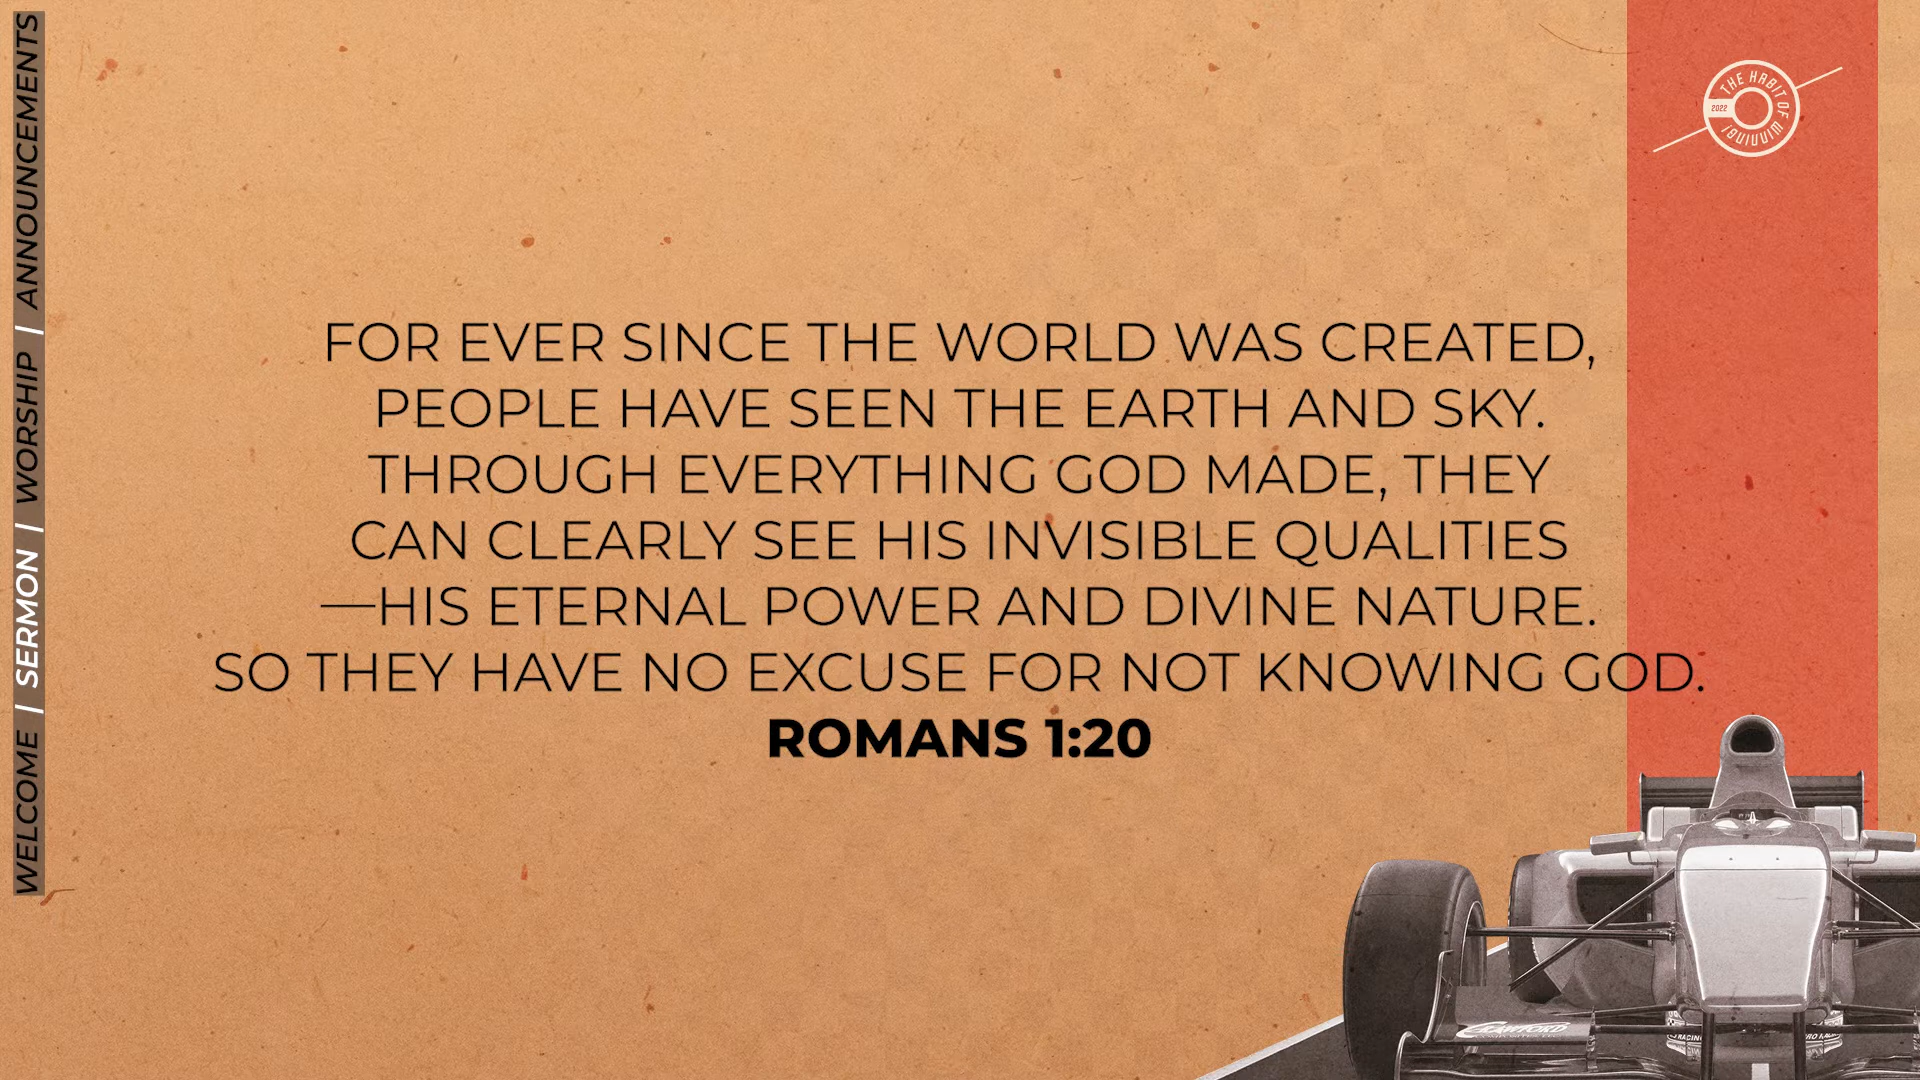 WELCOME | SERMON | WORSHIP | ANNOUNCEMENTS
THE HABIT OF WINNING!
2022
FOR EVER SINCE THE WORLD WAS CREATED,
PEOPLE HAVE SEEN THE EARTH AND SKY.
THROUGH EVERYTHING GOD MADE, THEY
CAN CLEARLY SEE HIS INVISIBLE QUALITIES
—HIS ETERNAL POWER AND DIVINE NATURE.
SO THEY HAVE NO EXCUSE FOR NOT KNOWING GOD.
ROMANS 1:20
CRAWFORD
RACING